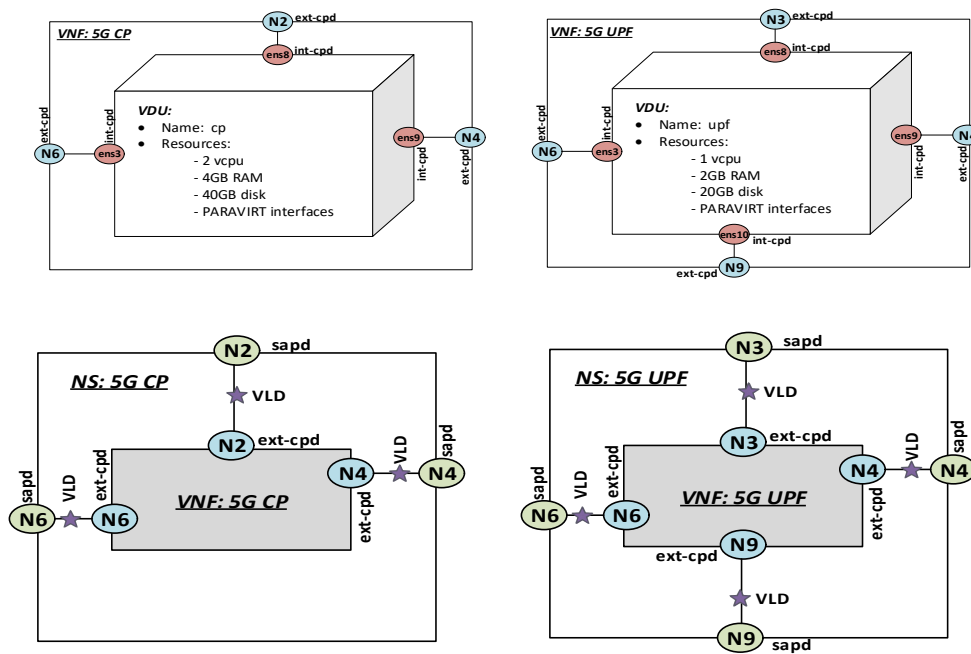 N2
ext-cpd
VNF: 5G CP
ens8
int-cpd
VDU:
• Name: cp
• Resources:
- 2 vcpu
- 4GB RAM
- 40GB disk
- PARAVIRT interfaces
ext-cpd
N6
int-cpd
ens3
ens9
int-cpd
N4
ext-cpd
N3
ext-cpd
VNF: 5G UPF
ens8
int-cpd
VDU:
• Name: upf
• Resources:
- 1 vcpu
- 2GB RAM
- 20GB disk
- PARAVIRT interfaces
ext-cpd
N6
int-cpd
ens3
ens9
int-cpd
N4
ext-cpd
ens10
int-cpd
ext-cpd
N9
N2
sapd
NS: 5G CP
VLD
N2
ext-cpd
VNF: 5G CP
sapd
N6
VLD
ext-cpd
N6
N4
ext-cpd
VLD
sapd
N4
N3
sapd
NS: 5G UPF
VLD
N3
ext-cpd
VNF: 5G UPF
sapd
N6
VLD
ext-cpd
N6
N4
ext-cpd
VLD
sapd
N4
ext-cpd
N9
VLD
N9
sapd